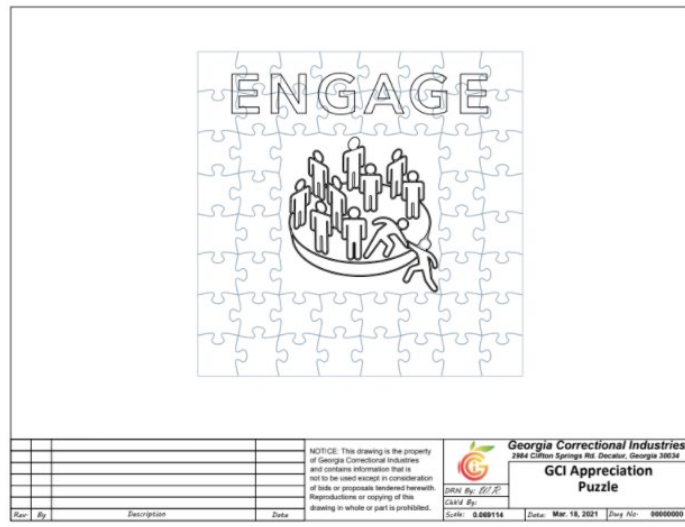 ENGAGE
NOTICE: This drawing is the property
of Georgia Correctional Industries
and contains information that is
not to be used except in consideration
of bids or proposals tendered herewith.
Reproductions or copying of this
drawing in whole or part is prohibited.
Rev By Description Date
DRN By:
Chk'd By:
Scale: 0.069114
Georgia Correctional Industries
2984 Clifton Springs Rd. Decatur, Georgia 30034
GCI Appreciation
Puzzle
Date: Mar. 18, 2021 Dwg No- 00000000